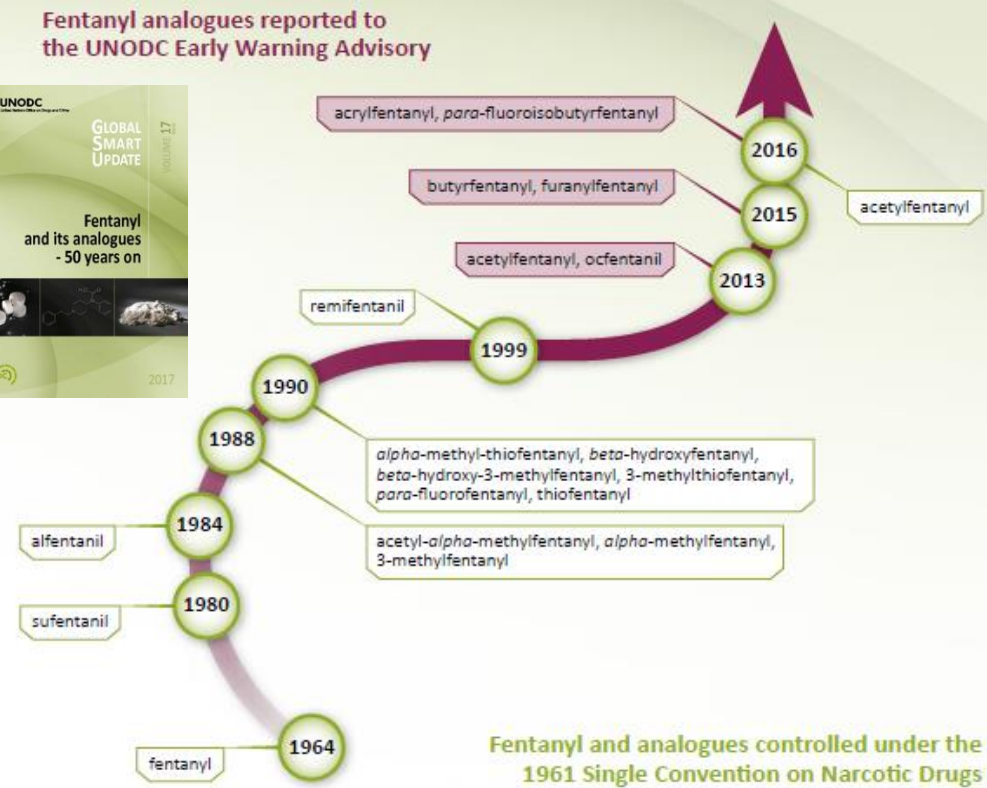 Fentanyl analogues reported to
the UNODC Early Warning Advisory
UNODC
GLOBAL
SMART
UPDATE
VOLUME 17
Fentanyl
and its analogues
- 50 years on
2017
acrylfentanyl, para-fluoroisobutyrfentanyl
2016
acetylfentanyl
butyrfentanyl, furanylfentanyl
2015
acetylfentanyl, ocfentanil
2013
remifentanil
1999
1990
alpha-methyl-thiofentanyl, beta-hydroxyfentanyl,
beta-hydroxy-3-methylfentanyl, 3-methylthiofentanyl,
para-fluorofentanyl, thiofentanyl
1988
acetyl-alpha-methylfentanyl, alpha-methylfentanyl,
3-methylfentanyl
1984
alfentanil
1980
sufentanil
1964
fentanyl
Fentanyl and analogues controlled under the
1961 Single Convention on Narcotic Drugs